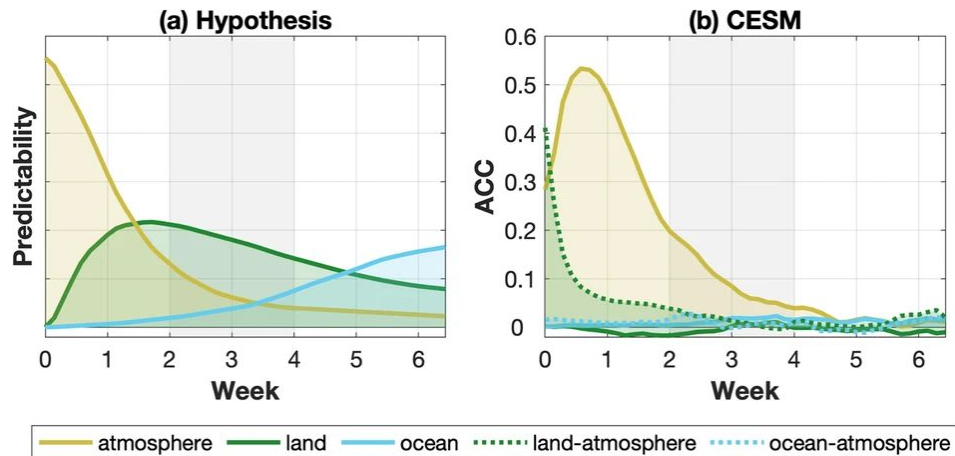 (a) Hypothesis
(b) CESM
Predictability
ACC
0.6
0.5
0.4
0.3
0.2
0.1
0
0 1 2 3 4 5 6
0 1 2 3 4 5 6
Week
Week
atmosphere land ocean land-atmosphere ocean-atmosphere